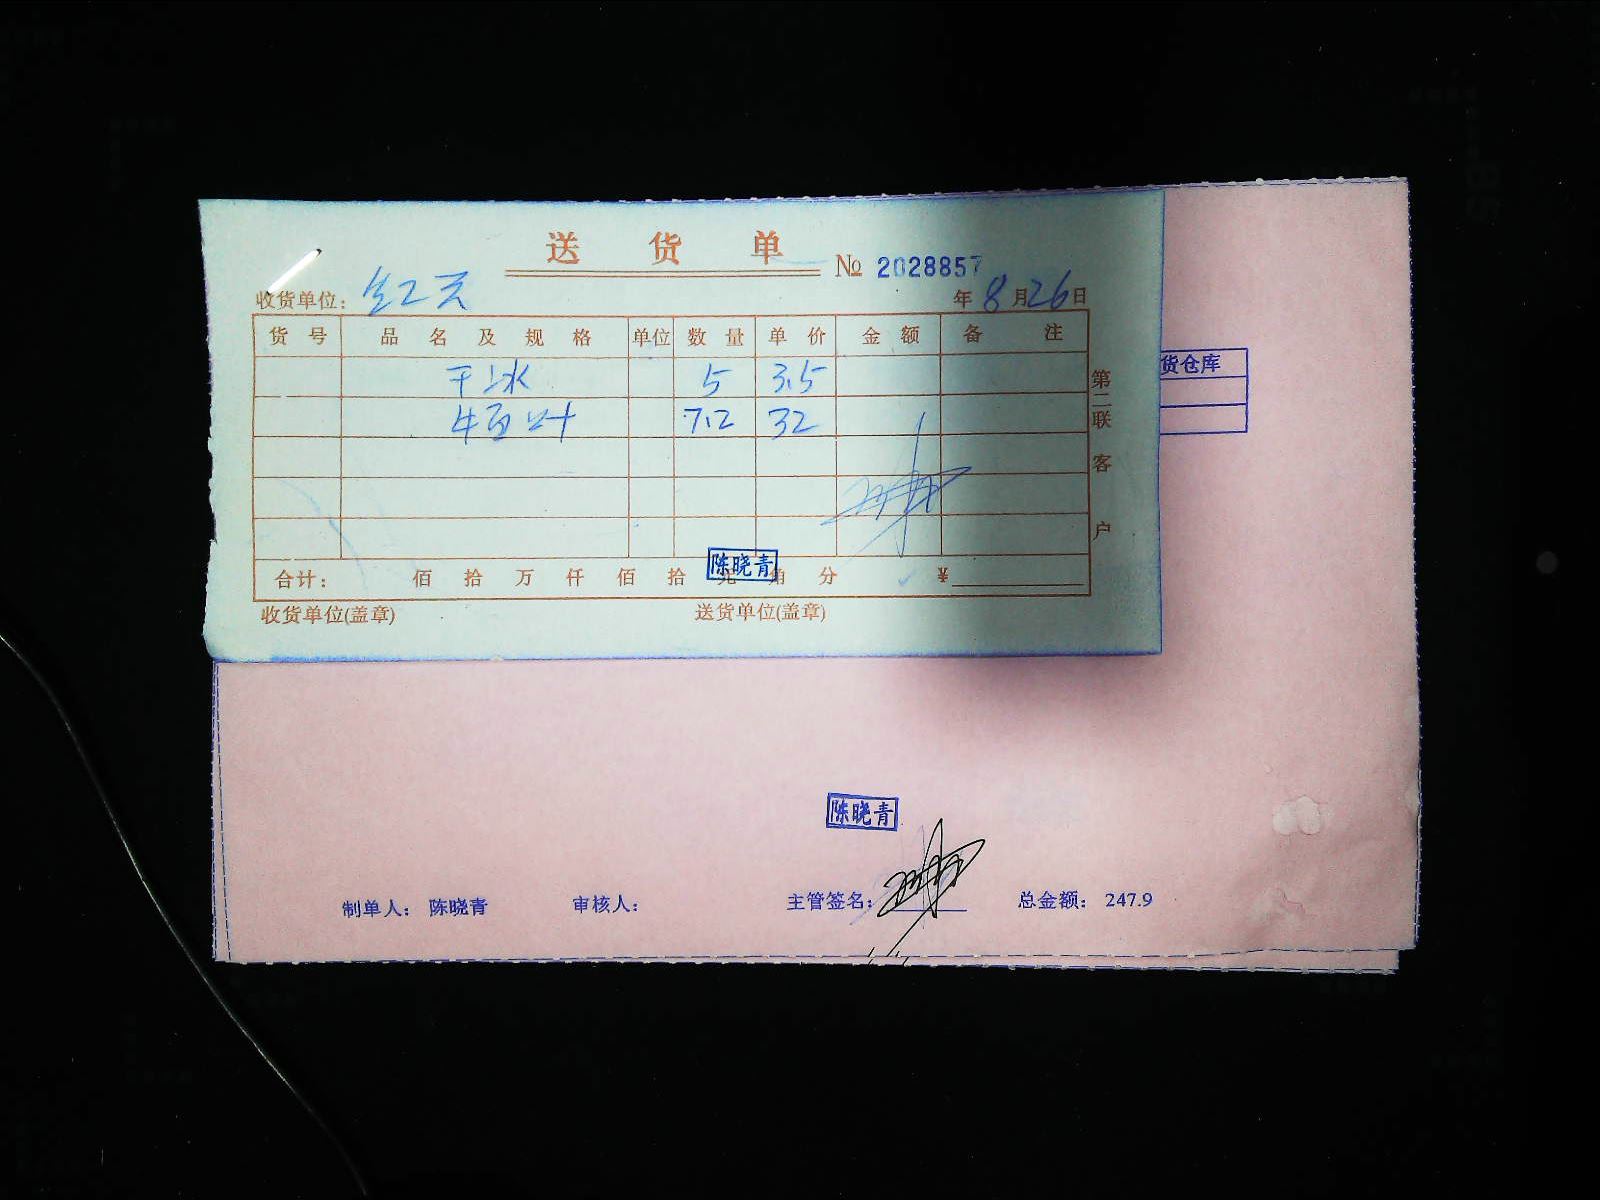 送 货 单 № 2028857
收货单位: 红天 年 8 月 26 日
货 号 品 名 及 规 格 单位 数 量 单 价 金 额 备 注
干冰 5 3.5
牛百叶 7.2 32
第二联 客户
合计: 佰 拾 万 仟 佰 拾 元 角 分 ¥
陈晓青
收货单位(盖章) 送货单位(盖章)
货仓库
陈晓青
制单人: 陈晓青 审核人: 主管签名: 总金额: 247.9